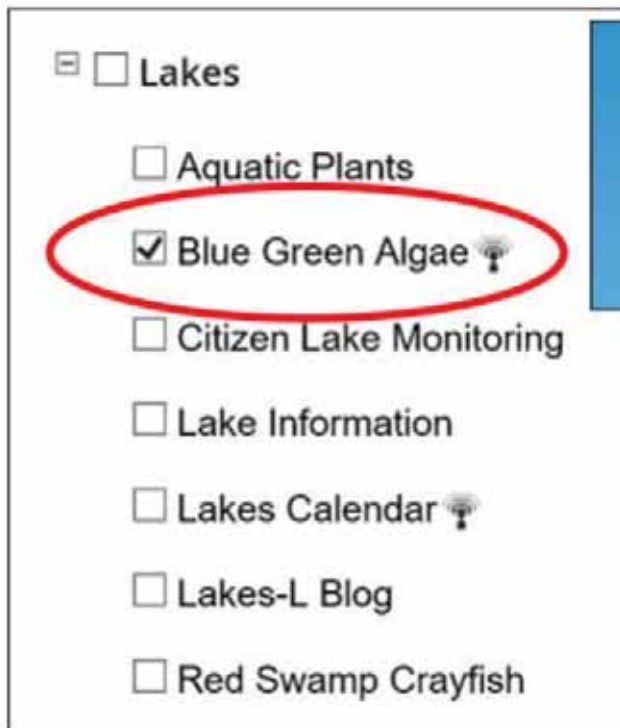 Lakes
Aquatic Plants
Blue Green Algae
Citizen Lake Monitoring
Lake Information
Lakes Calendar
Lakes-L Blog
Red Swamp Crayfish